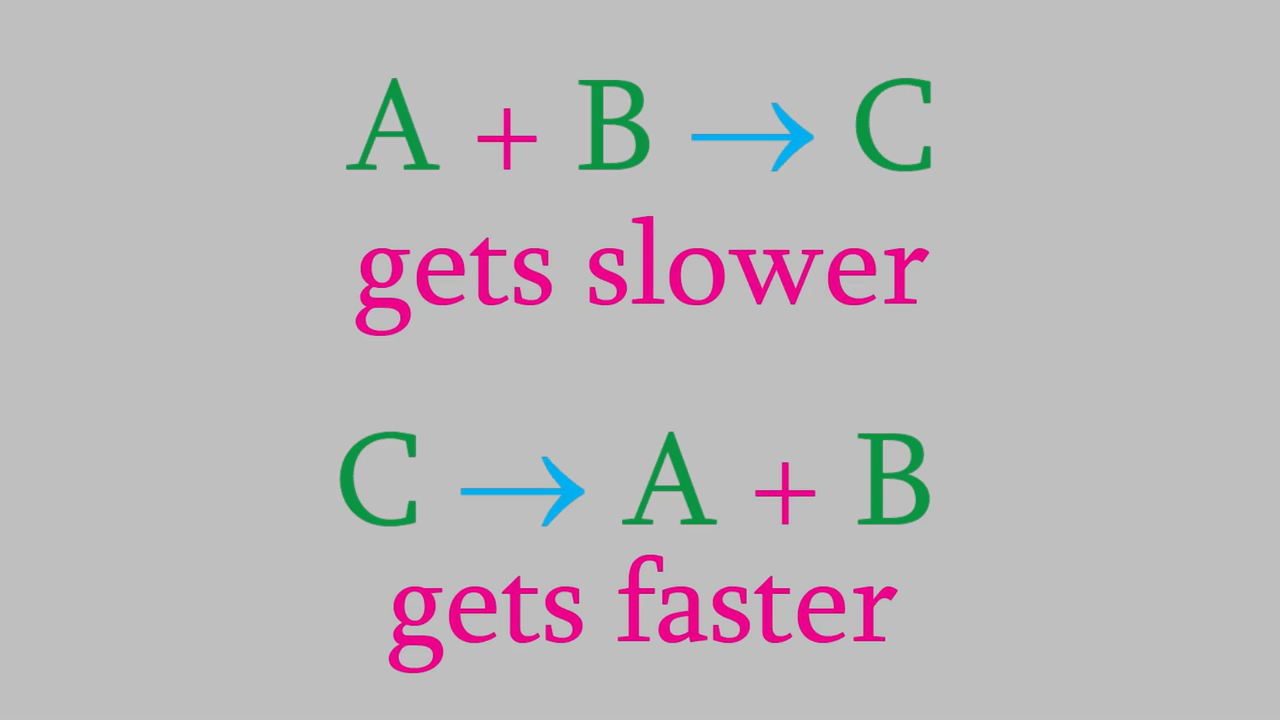 A + B → C
gets slower
C → A + B
gets faster